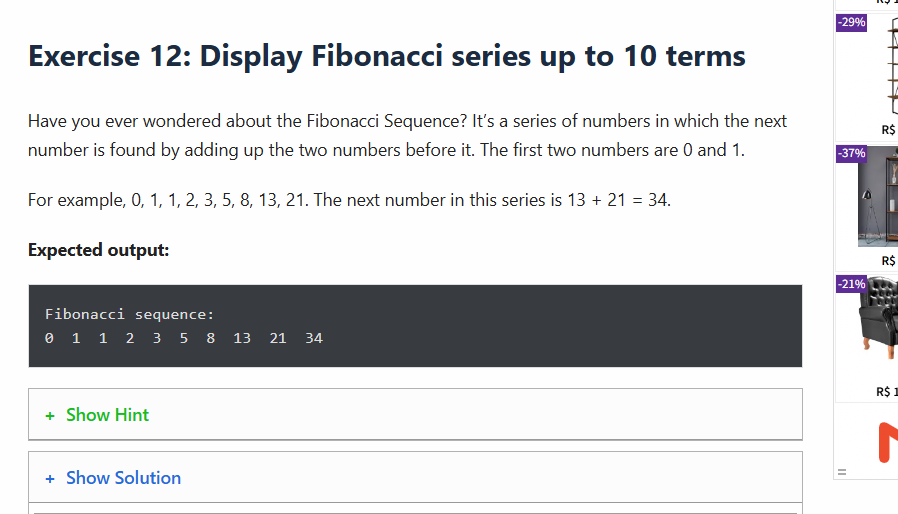 Exercise 12: Display Fibonacci series up to 10 terms
Have you ever wondered about the Fibonacci Sequence? It’s a series of numbers in which the next
number is found by adding up the two numbers before it. The first two numbers are 0 and 1.
For example, 0, 1, 1, 2, 3, 5, 8, 13, 21. The next number in this series is 13 + 21 = 34.
Expected output:
Fibonacci sequence:
0  1  1  2  3  5  8  13  21  34
+ Show Hint
+ Show Solution
-29%
R$
-37%
R$
-21%
R$ 1